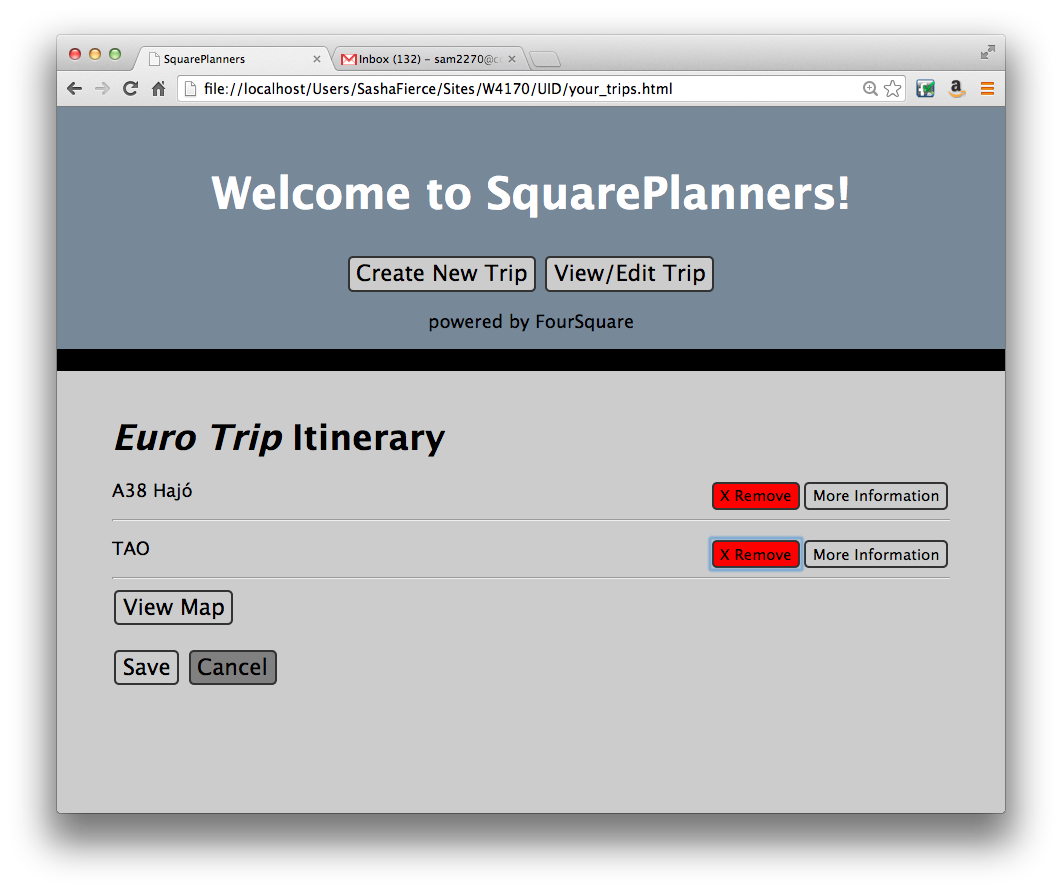 SquarePlanners
Inbox (132) – sam2270@c
file://localhost/Users/SashaFierce/Sites/W4170/UID/your_trips.html
Welcome to SquarePlanners!
Create New Trip View/Edit Trip
powered by FourSquare
Euro Trip Itinerary
A38 Hajó X Remove More Information
TAO X Remove More Information
View Map
Save Cancel